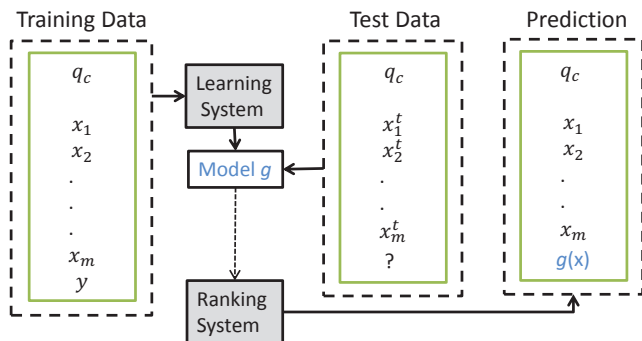 Training Data
q_c
x_1
x_2
.
.
.
x_m
y
Learning
System
Model g
Ranking
System
Test Data
q_c
x_1^t
x_2^t
.
.
x_m^t
?
Prediction
q_c
x_1
x_2
.
.
x_m
g(x)